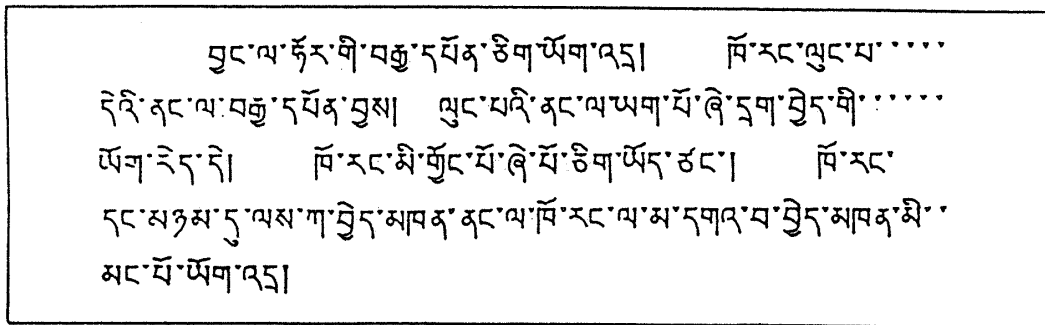 བྱང་ལ་ཧོར་གི་བརྒྱ་དཔོན་ཅིག་ཡོག་འདྲ། ཁོ་རང་ལུང་པ་・་་་་
དེའི་ནང་ལ་བརྒྱ་དཔོན་བྱས། ལུང་པའི་ནང་ལ་ཡག་པོ་ཞེ་དྲག་བྱེད་གི་་་་་་
ཡོག་རེད་དེ། ཁོ་རང་མི་གྱོང་པོ་ཞེ་པོ་ཅིག་ཡོད་ཙང་། ཁོ་རང་
དང་མཉམ་དུ་ལས་ཀ་བྱེད་མཁན་ནང་ལ་ཁོ་རང་ལ་མ་དགའ་བ་བྱེད་མཁན་མི་་
མང་པོ་ཡོག་འདྲ།